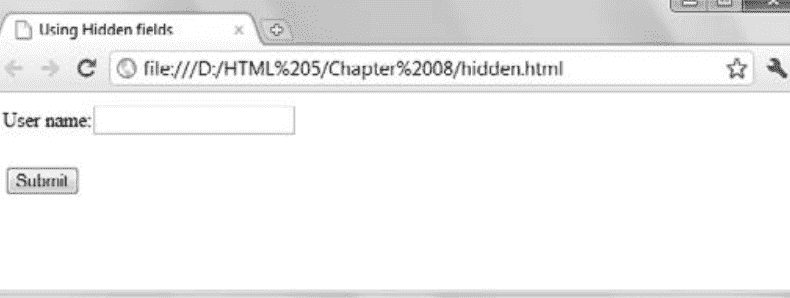 Using Hidden fields
file:///D:/HTML%205/Chapter%2008/hidden.html
User name:
Submit